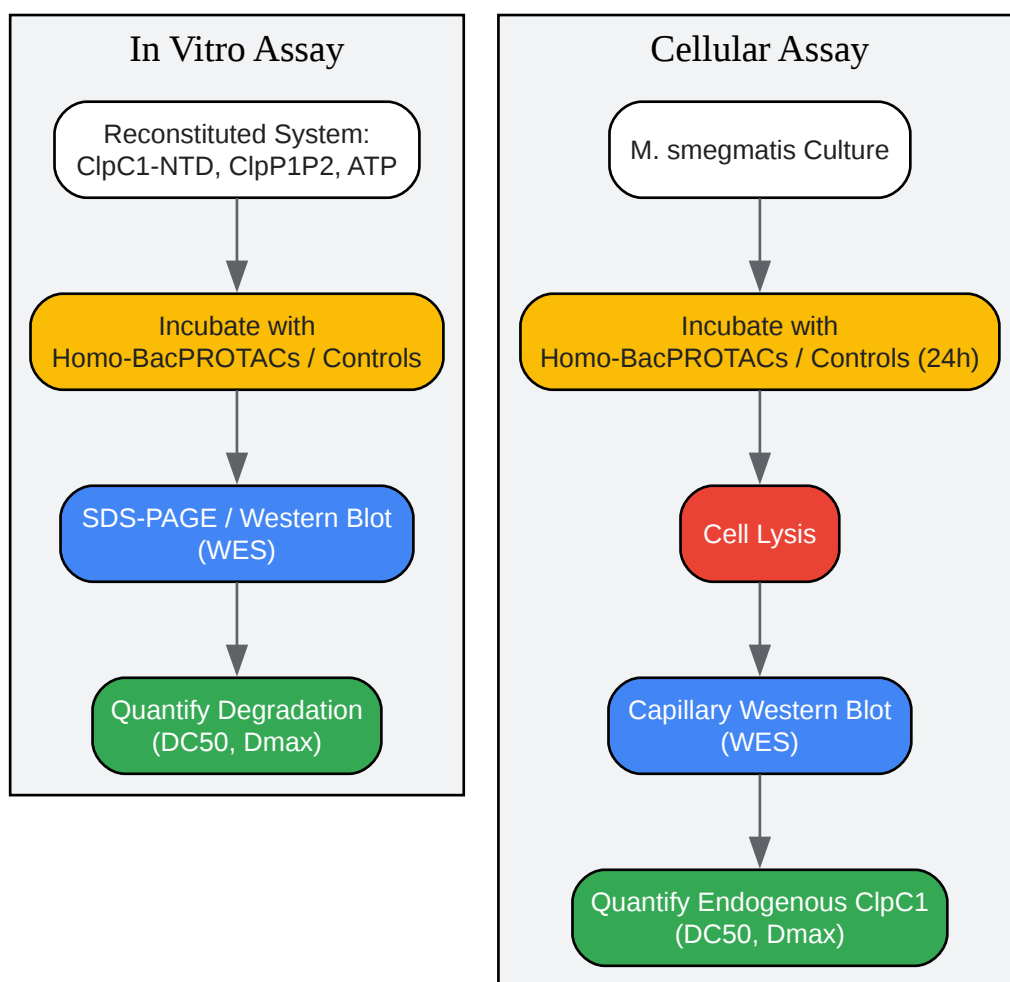 In Vitro Assay
Reconstituted System:
ClpC1-NTD, ClpP1P2, ATP
Incubate with
Homo-BacPROTACs / Controls
SDS-PAGE / Western Blot
(WES)
Quantify Degradation
(DC50, Dmax)
Cellular Assay
M. smegmatis Culture
Incubate with
Homo-BacPROTACs / Controls (24h)
Cell Lysis
Capillary Western Blot
(WES)
Quantify Endogenous ClpC1
(DC50, Dmax)